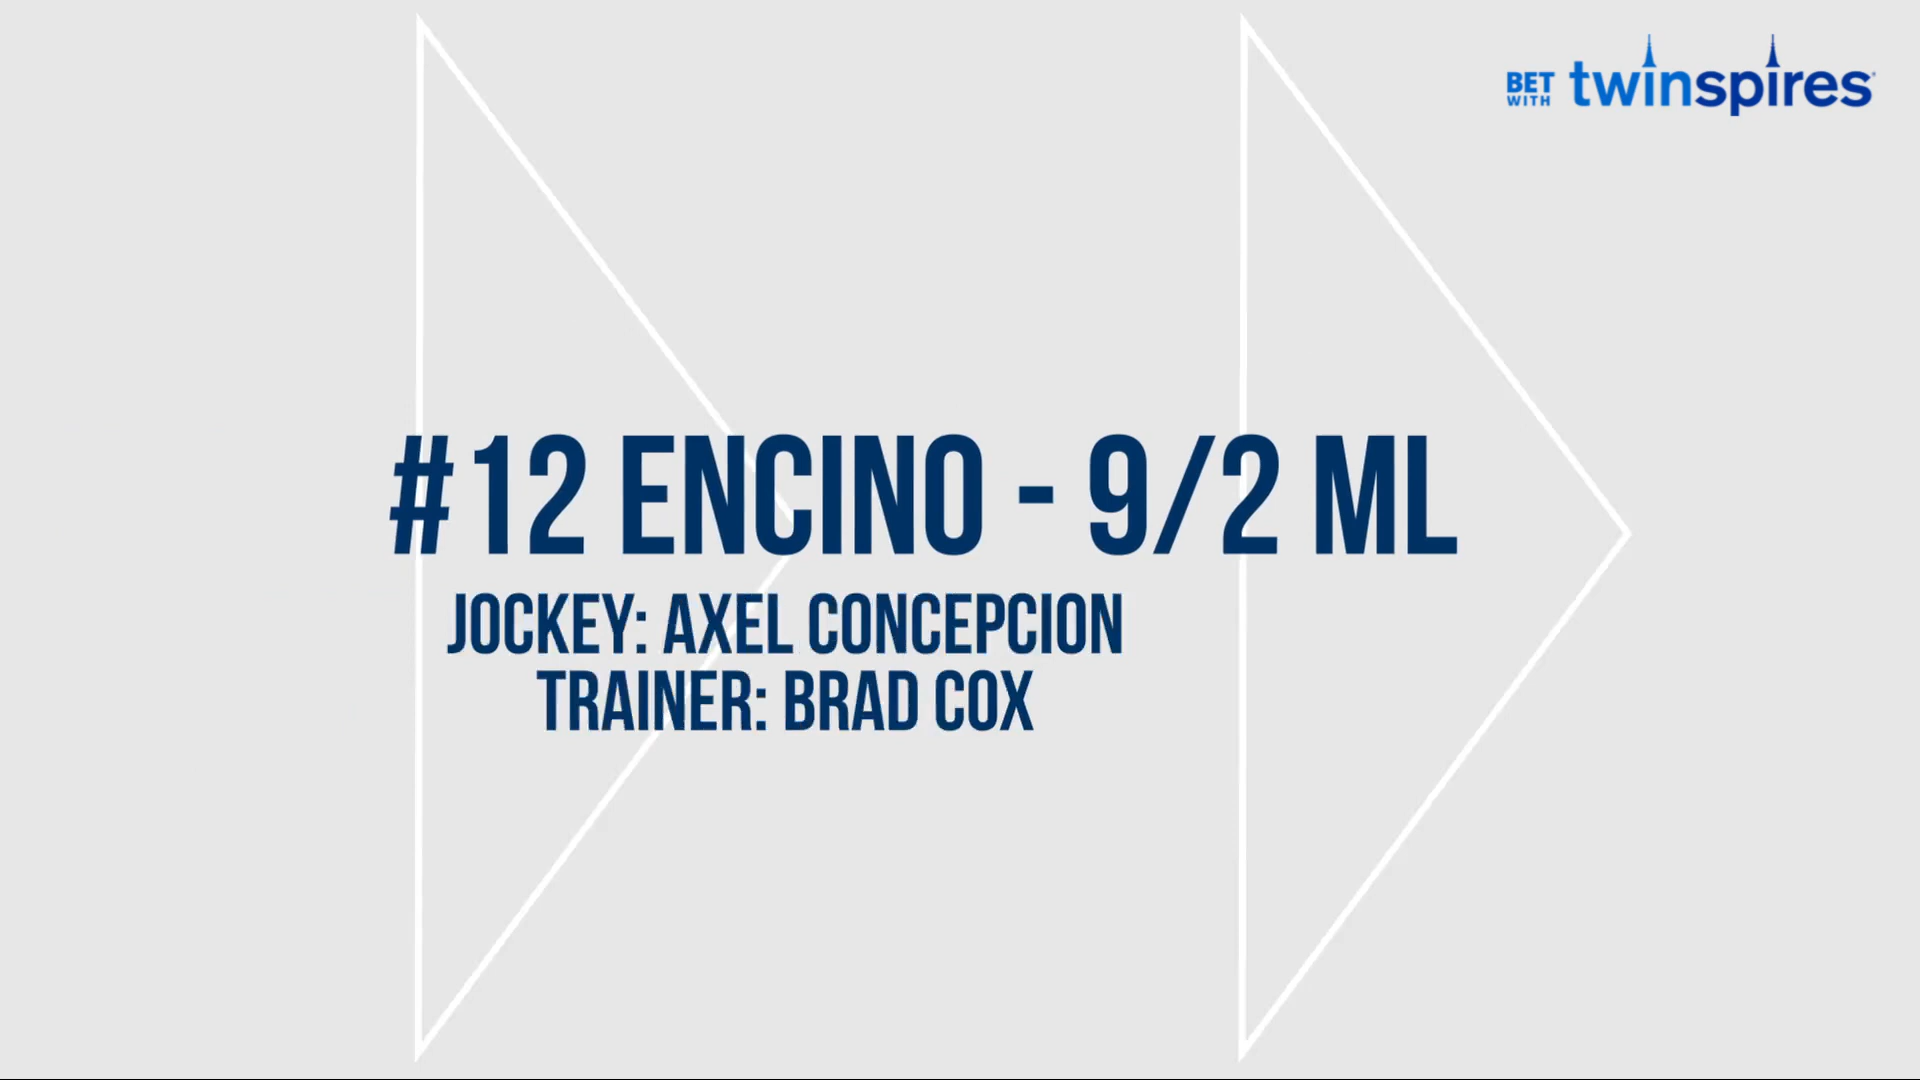 BET WITH twinspires
#12 ENCINO - 9/2 ML
JOCKEY: AXEL CONCEPCION
TRAINER: BRAD COX